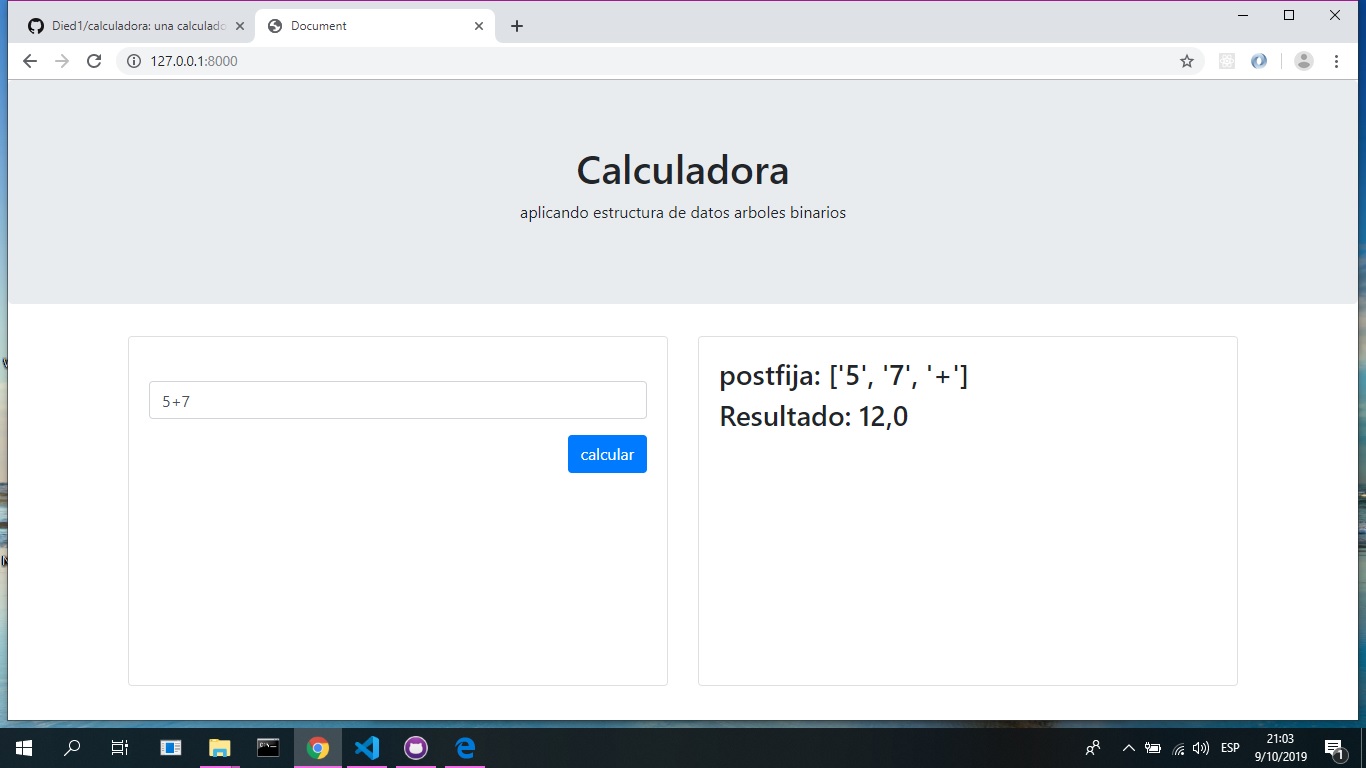 Died1/calculadora: una calculado
Document
127.0.0.1:8000
Calculadora
aplicando estructura de datos arboles binarios
5+7
calcular
postfija: ['5', '7', '+']
Resultado: 12,0
ESP
21:03
9/10/2019
1